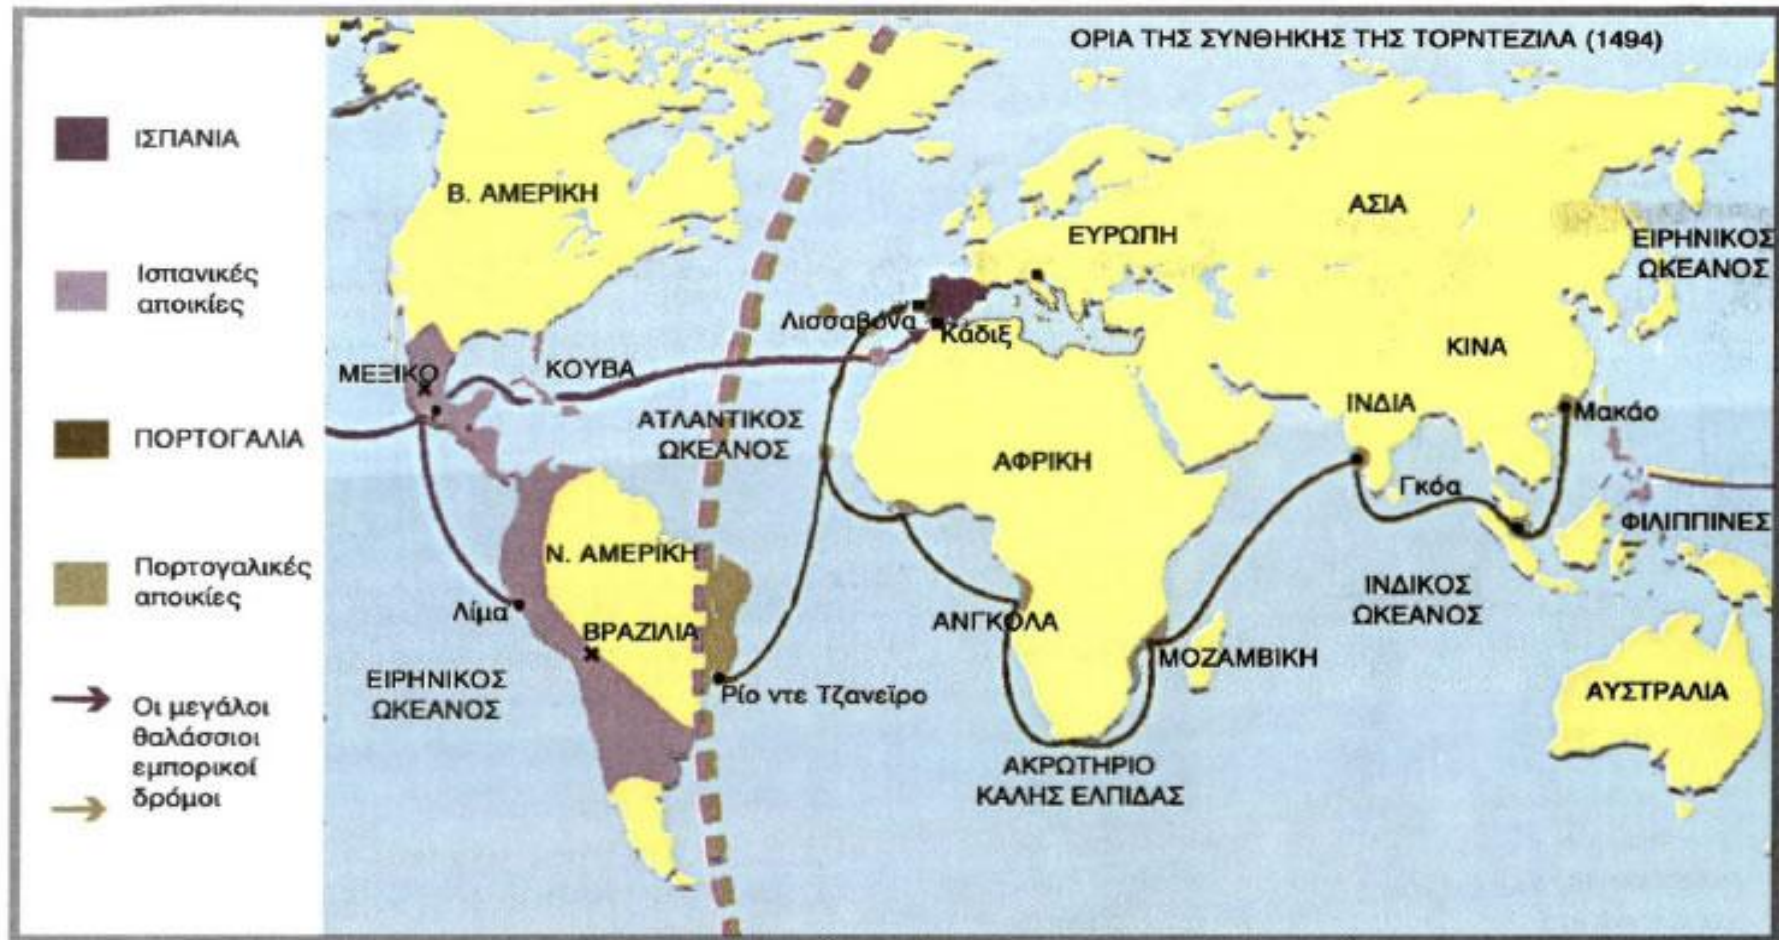 ΟΡΙΑ ΤΗΣ ΣΥΝΘΗΚΗΣ ΤΗΣ ΤΟΡΝΤΕΖΙΛΑ (1494)
ΙΣΠΑΝΙΑ
Ισπανικές
αποικίες
ΠΟΡΤΟΓΑΛΙΑ
Πορτογαλικές
αποικίες
Οι μεγάλοι
θαλάσσιοι
εμπορικοί
δρόμοι
Β. ΑΜΕΡΙΚΗ
ΑΣΙΑ
ΕΥΡΩΠΗ
ΕΙΡΗΝΙΚΟΣ
ΩΚΕΑΝΟΣ
Λισσαβόνα
Κάδιξ
ΚΙΝΑ
ΜΕΞΙΚΟ
ΚΟΥΒΑ
ΙΝΔΙΑ
Μακάο
ΑΤΛΑΝΤΙΚΟΣ
ΩΚΕΑΝΟΣ
ΑΦΡΙΚΗ
Γκόα
ΦΙΛΙΠΠΙΝΕΣ
Ν. ΑΜΕΡΙΚΗ
Λίμα
ΒΡΑΖΙΛΙΑ
ΑΝΓΚΟΛΑ
ΙΝΔΙΚΟΣ
ΩΚΕΑΝΟΣ
ΜΟΖΑΜΒΙΚΗ
ΕΙΡΗΝΙΚΟΣ
ΩΚΕΑΝΟΣ
Ρίο ντε Τζανεϊρο
ΑΥΣΤΡΑΛΙΑ
ΑΚΡΩΤΗΡΙΟ
ΚΑΛΗΣ ΕΛΠΙΔΑΣ